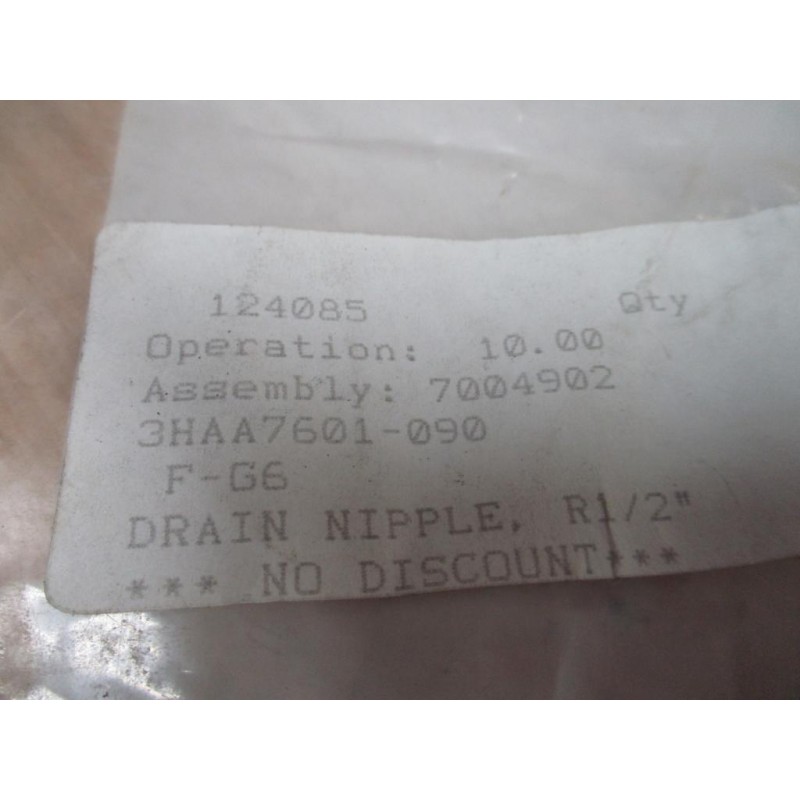 124085 Qty
Operation: 10.00
Assembly: 7004902
3HAA7601-090
F-G6
DRAIN NIPPLE, R1/2"
*** NO DISCOUNT***